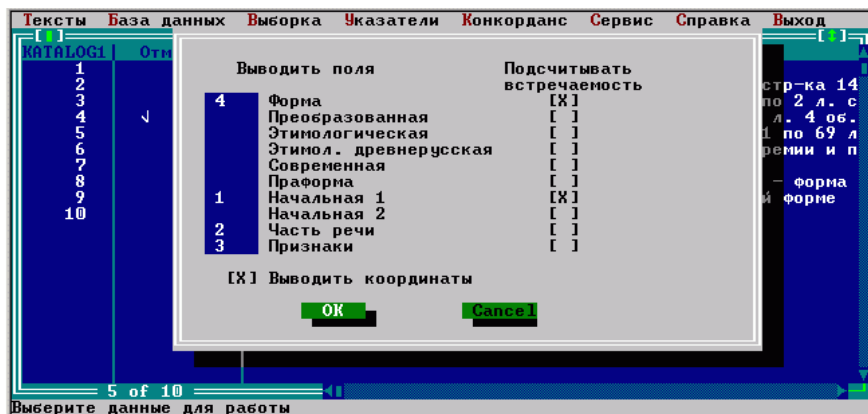 Тексты База данных Выборка Указатели Конкорданс Сервис Справка Выход
KATALOG1 Отм
1
2 стр-ка 14
3 по 2 л. с
4 √ л. 4 об.
5 1 по 69 л
6 ремии и п
7
8 – форма
9 й форме
10
Выводить поля Подсчитывать
встречаемость
4 Форма [X]
Преобразованная [ ]
Этимологическая [ ]
Этимол. древнерусская [ ]
Современная [ ]
Праформа [ ]
1 Начальная 1 [X]
Начальная 2 [ ]
2 Часть речи [ ]
3 Признаки [ ]
[X] Выводить координаты
OK Cancel
5 of 10
Выберите данные для работы